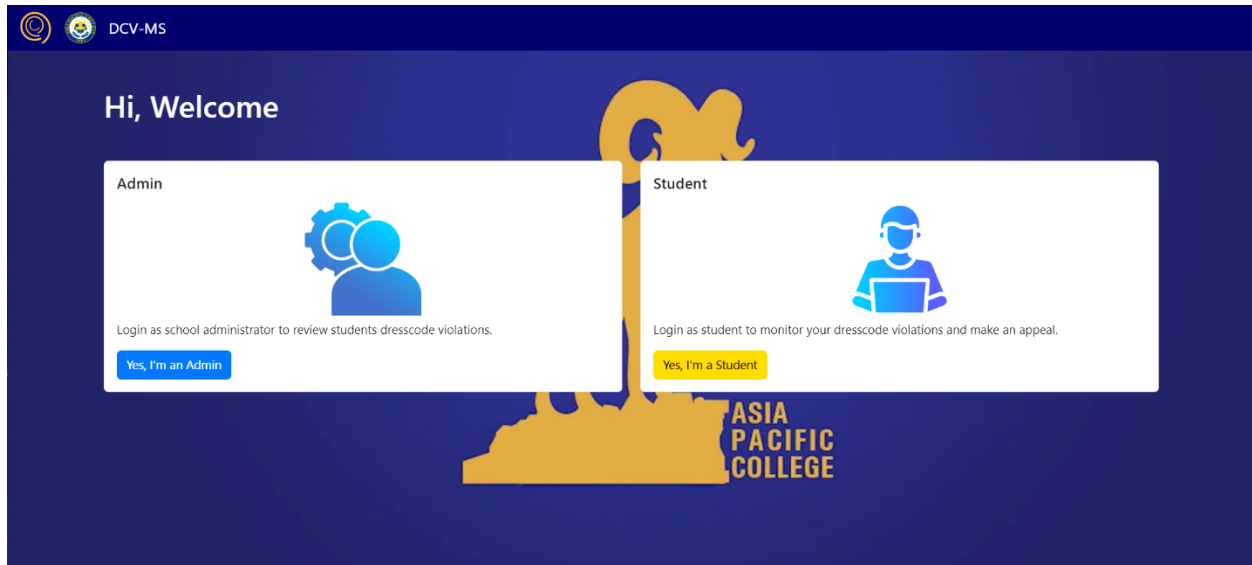 DCV-MS
Hi, Welcome
Admin
Login as school administrator to review students dresscode violations.
Yes, I'm an Admin
Student
Login as student to monitor your dresscode violations and make an appeal.
Yes, I'm a Student
ASIA
PACIFIC
COLLEGE